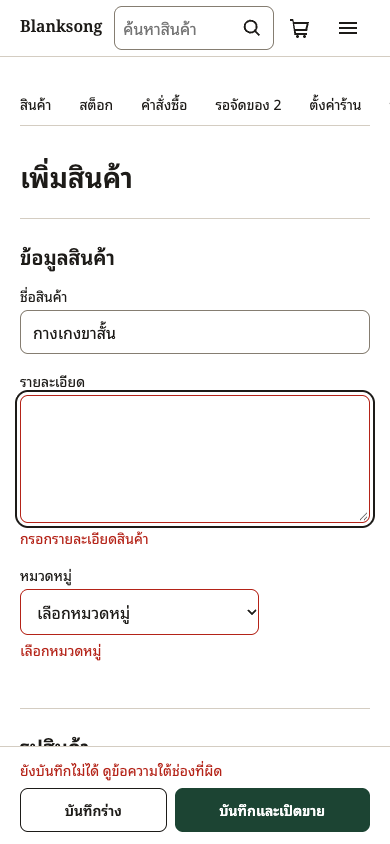 Blanksong
ค้นหาสินค้า
สินค้า สต็อก คำสั่งซื้อ รอจัดของ 2 ตั้งค่าร้าน
เพิ่มสินค้า
ข้อมูลสินค้า
ชื่อสินค้า
กางเกงขาสั้น
รายละเอียด
กรอกรายละเอียดสินค้า
หมวดหมู่
เลือกหมวดหมู่
เลือกหมวดหมู่
รูปสินค้า
ยังบันทึกไม่ได้ ดูข้อความใต้ช่องที่ผิด
บันทึกร่าง
บันทึกและเปิดขาย